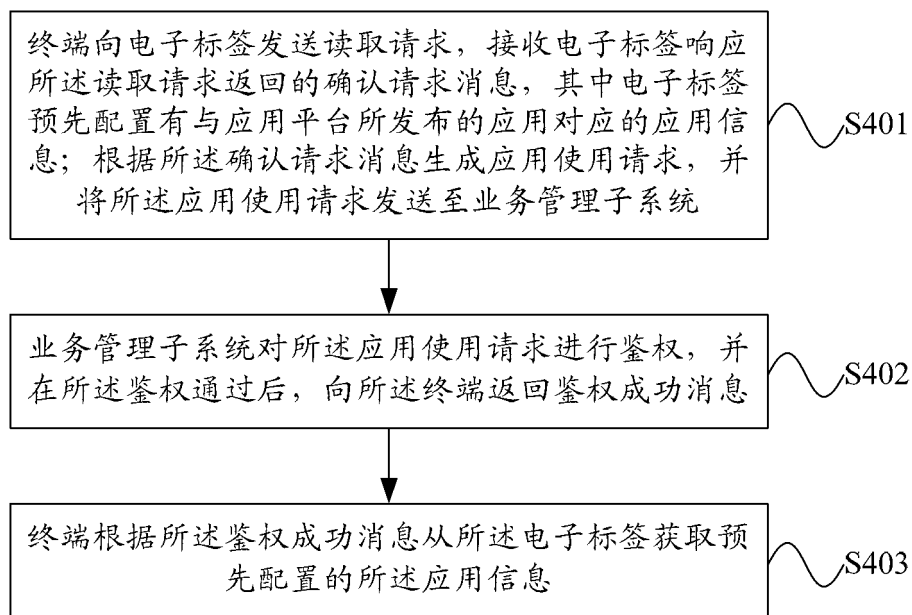 终端向电子标签发送读取请求，接收电子标签响应
所述读取请求返回的确认请求消息，其中电子标签
预先配置有与应用平台所发布的应用对应的应用信
息；根据所述确认请求消息生成应用使用请求，并
将所述应用使用请求发送至业务管理子系统
S401
业务管理子系统对所述应用使用请求进行鉴权，并
在所述鉴权通过后，向所述终端返回鉴权成功消息
S402
终端根据所述鉴权成功消息从所述电子标签获取预
先配置的所述应用信息
S403